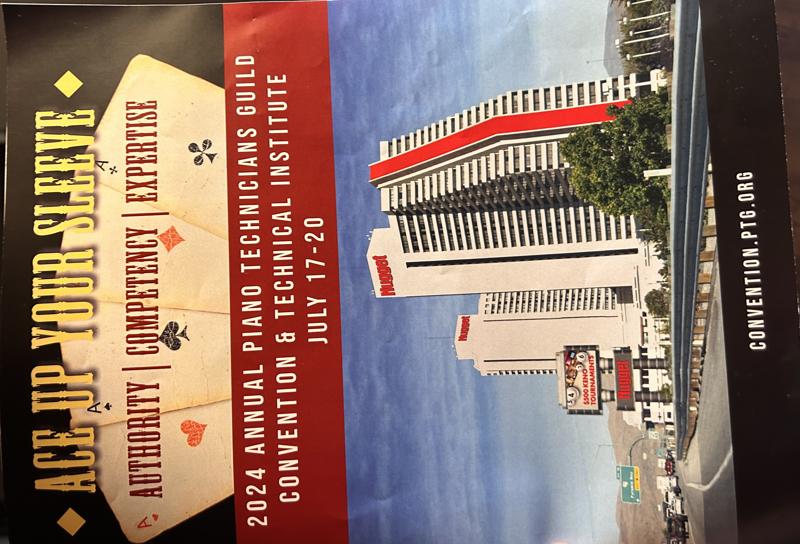 ACE UP YOUR SLEEVE
AUTHORITY | COMPETENCY | EXPERTISE
A
A
A
2024 ANNUAL PIANO TECHNICIANS GUILD
CONVENTION & TECHNICAL INSTITUTE
JULY 17-20
Nugget
Nugget
$500 KENO
TOURNAMENTS
Nugget
CONVENTION.PTG.ORG